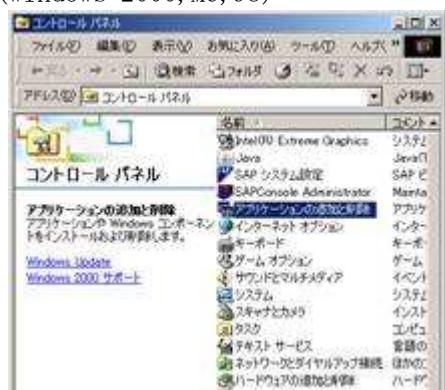 (Windows 2000, Me, 98)
コントロール パネル
ファイル(F) 編集(E) 表示(V) お気に入り(A) ツール(T) ヘルプ(
検索 フォルダ
アドレス(D) コントロール パネル 移動
コントロール パネル
アプリケーションの追加と削除
アプリケーションや Windows コンポーネン
トをインストールおよび削除します。
Windows Update
Windows 2000 サポート
名前 コメント
Intel(R) Extreme Graphics システ
Java Java(T
SAP システム設定 SAP ビ
SAPConsole Administrator Mainta
アプリケーションの追加と削除 アプリケ
インターネット オプション インター
キーボード キーボ
ゲーム オプション ゲーム
サウンドとマルチメディア イベント
システム システ
スキャナとカメラ インスト
タスク コンピュ
テキスト サービス 言語の
ネットワークとダイヤルアップ接続 ほかの
ハードウェアの追加と削除 ハードウ